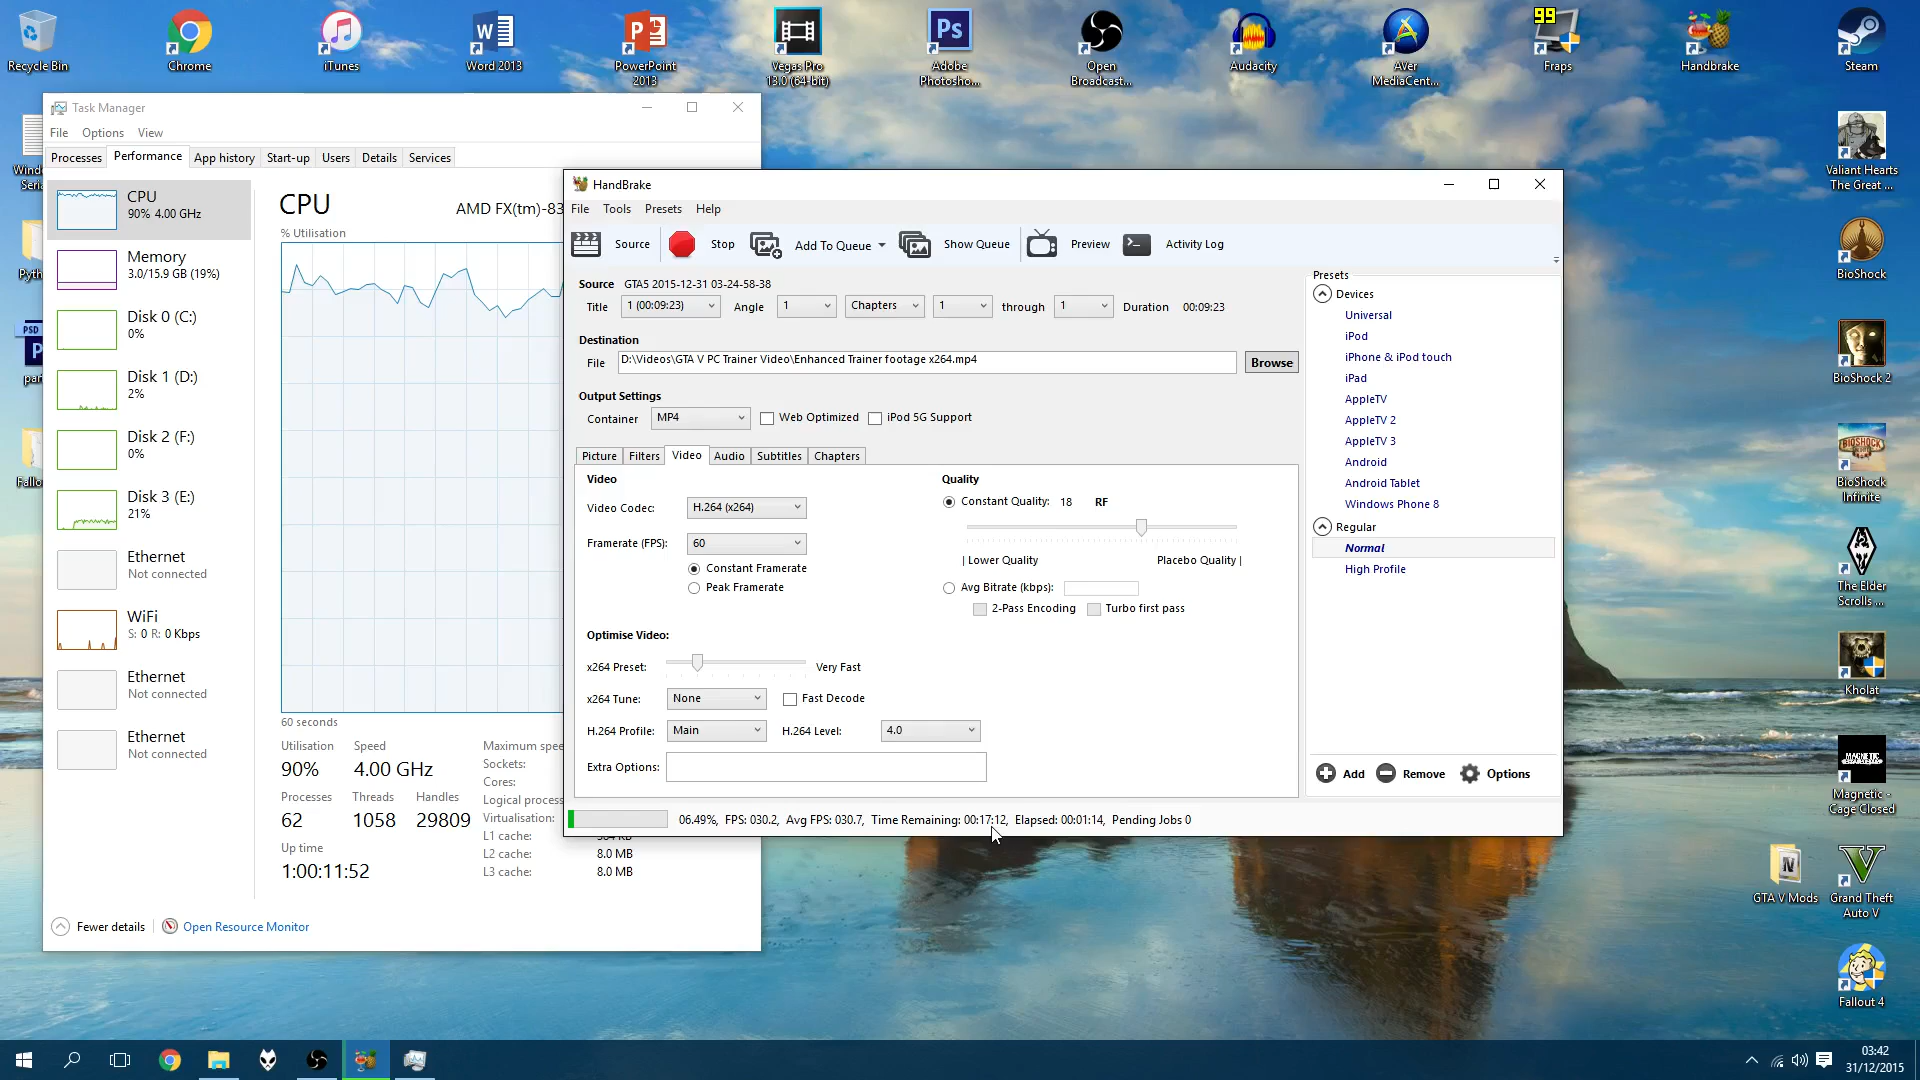 Recycle Bin
Chrome
iTunes
Word 2013
PowerPoint
2013
Vegas Pro
13.0 (64-bit)
Ps
Adobe
Photosho...
Open
Broadcast...
Audacity
AVer
MediaCent...
99
Fraps
Handbrake
Steam
Task Manager
File Options View
Processes Performance App history Start-up Users Details Services
CPU
90% 4.00 GHz
Memory
3.0/15.9 GB (19%)
Disk 0 (C:)
0%
Disk 1 (D:)
2%
Disk 2 (F:)
0%
Disk 3 (E:)
21%
Ethernet
Not connected
WiFi
S: 0 R: 0 Kbps
Ethernet
Not connected
Ethernet
Not connected
CPU AMD FX(tm)-83
% Utilisation
60 seconds
Utilisation Speed
90% 4.00 GHz
Processes Threads Handles
62 1058 29809
Up time
1:00:11:52
Maximum spee
Sockets:
Cores:
Logical process
Virtualisation:
L1 cache:
L2 cache: 8.0 MB
L3 cache: 8.0 MB
Fewer details Open Resource Monitor
HandBrake
File Tools Presets Help
Source Stop Add To Queue Show Queue Preview Activity Log
Source GTA5 2015-12-31 03-24-58-38
Title 1 (00:09:23) Angle 1 Chapters 1 through 1 Duration 00:09:23
Destination
File D:\Videos\GTA V PC Trainer Video\Enhanced Trainer footage x264.mp4 Browse
Output Settings
Container MP4 Web Optimized iPod 5G Support
Picture Filters Video Audio Subtitles Chapters
Video
Video Codec: H.264 (x264)
Framerate (FPS): 60
Constant Framerate
Peak Framerate
Quality
Constant Quality: 18 RF
| Lower Quality Placebo Quality |
Avg Bitrate (kbps):
2-Pass Encoding Turbo first pass
Optimise Video:
x264 Preset: Very Fast
x264 Tune: None Fast Decode
H.264 Profile: Main H.264 Level: 4.0
Extra Options:
06.49%, FPS: 030.2, Avg FPS: 030.7, Time Remaining: 00:17:12, Elapsed: 00:01:14, Pending Jobs 0
Presets
Devices
Universal
iPod
iPhone & iPod touch
iPad
AppleTV
AppleTV 2
AppleTV 3
Android
Android Tablet
Windows Phone 8
Regular
Normal
High Profile
Add Remove Options
Wind
Seria
Pyth
PSD
P
Fallo
Valiant Hearts
The Great ...
BioShock
BioShock 2
BIOSHOCK
BioShock
Infinite
The Elder
Scrolls ...
Kholat
MAGNETIC
Magnetic -
Cage Closed
GTA V Mods
Grand Theft
Auto V
Fallout 4
03:42
31/12/2015